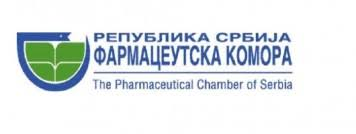 РЕПУБЛИКА СРБИЈА
ФАРМАЦЕУТСКА КОМОРА
The Pharmaceutical Chamber of Serbia